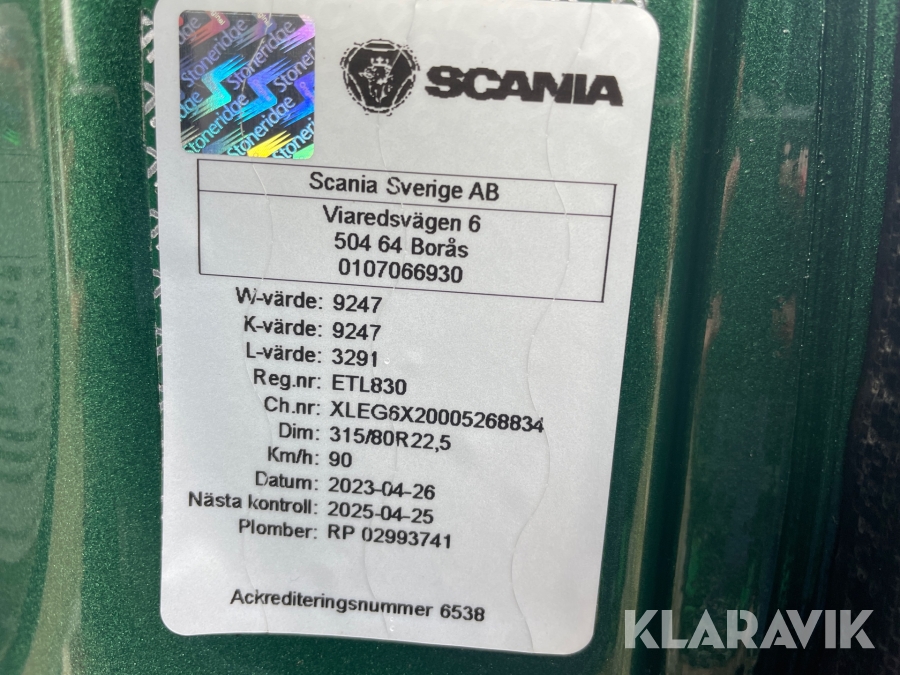 Stoneridge Stoneridge Stoneridge
SCANIA
Scania Sverige AB
Viaredsvägen 6
504 64 Borås
0107066930
W-värde: 9247
K-värde: 9247
L-värde: 3291
Reg.nr: ETL830
Ch.nr: XLEG6X20005268834
Dim: 315/80R22,5
Km/h: 90
Datum: 2023-04-26
Nästa kontroll: 2025-04-25
Plomber: RP 02993741
Ackrediteringsnummer 6538
KLARAVIK